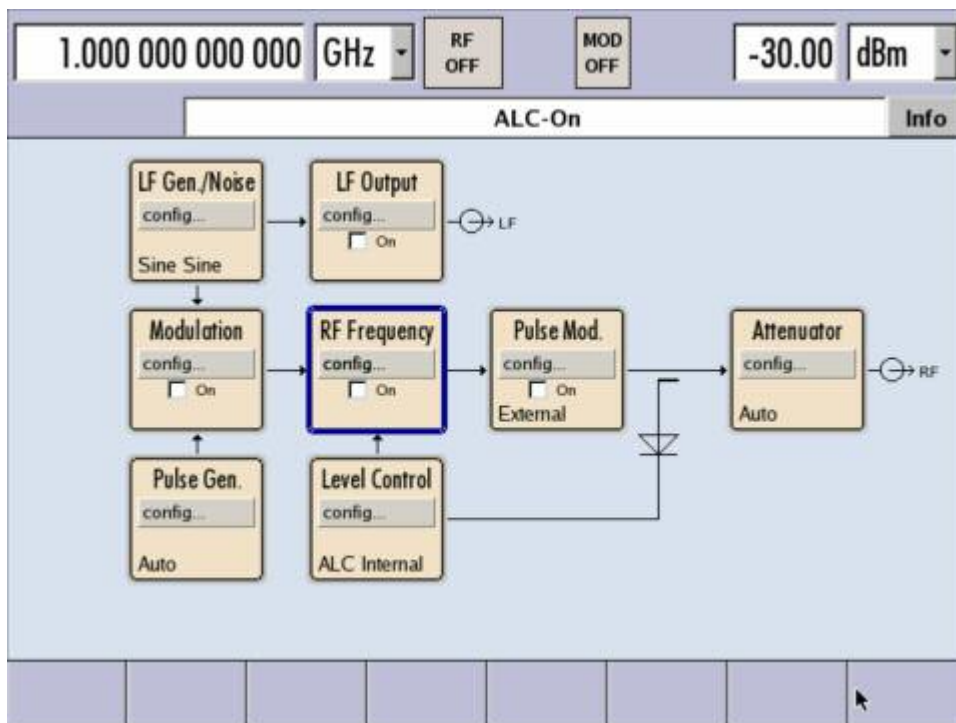 1.000 000 000 000 GHz RF OFF MOD OFF -30.00 dBm
ALC-On Info
LF Gen./Noise
config...
Sine Sine
LF Output
config...
On
LF
Modulation
config...
On
RF Frequency
config...
On
Pulse Mod.
config...
On
External
Attenuator
config...
Auto
RF
Pulse Gen.
config...
Auto
Level Control
config...
ALC Internal